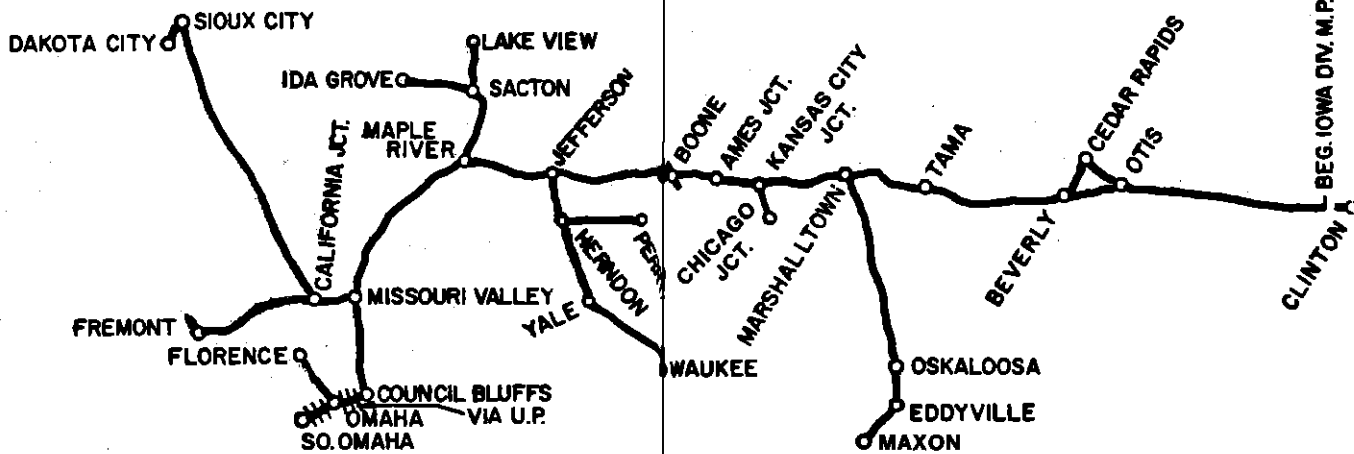 SIOUX CITY
DAKOTA CITY
LAKE VIEW
IDA GROVE
SACTON
MAPLE
RIVER
JEFFERSON
BOONE
AMES JCT.
KANSAS CITY
JCT.
TAMA
CEDAR RAPIDS
OTIS
BEG. IOWA DIV. M.P.
CALIFORNIA JCT.
MISSOURI VALLEY
HERNDON
YALE
CHICAGO
JCT.
MARSHALLTOWN
BEVERLY
CLINTON
FREMONT
FLORENCE
WAUKEE
OSKALOOSA
COUNCIL BLUFFS
OMAHA
VIA U.P.
SO. OMAHA
EDDYVILLE
MAXON